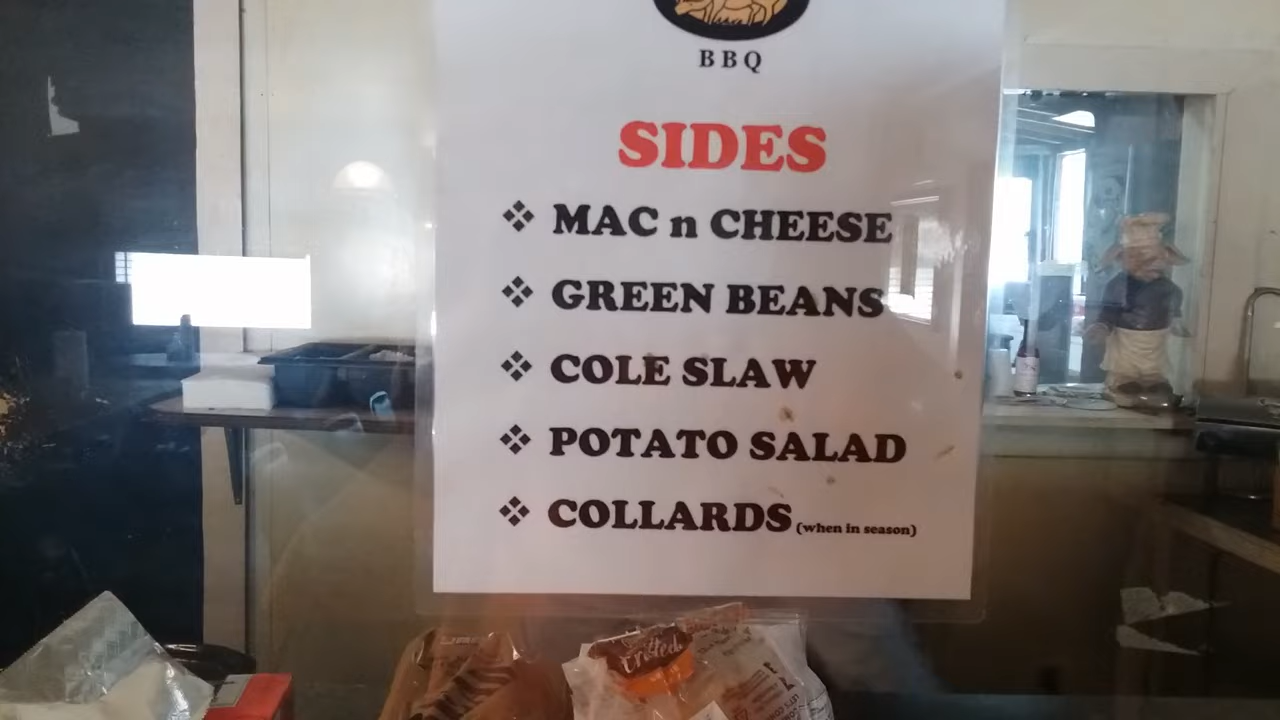 BBQ
SIDES
❖ MAC n CHEESE
❖ GREEN BEANS
❖ COLE SLAW
❖ POTATO SALAD
❖ COLLARDS (when in season)